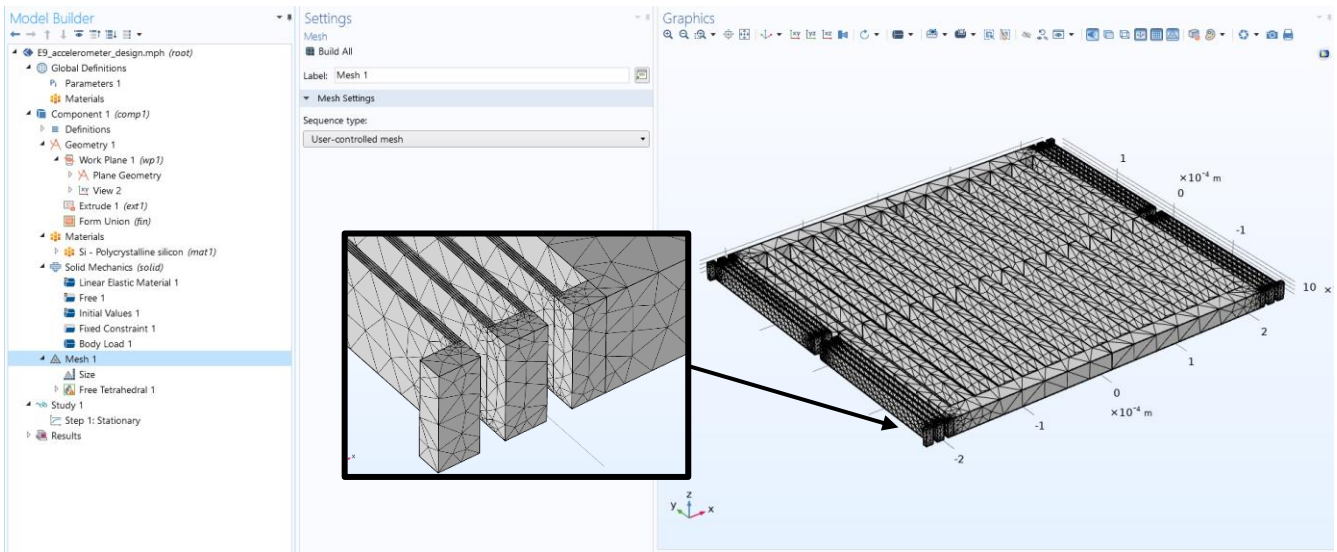 Model Builder
E9_accelerometer_design.mph (root)
Global Definitions
Pi Parameters 1
Materials
Component 1 (comp1)
Definitions
Geometry 1
Work Plane 1 (wp1)
Plane Geometry
xy View 2
Extrude 1 (ext1)
Form Union (fin)
Materials
Si - Polycrystalline silicon (mat1)
Solid Mechanics (solid)
Linear Elastic Material 1
Free 1
Initial Values 1
Fixed Constraint 1
Body Load 1
Mesh 1
Size
Free Tetrahedral 1
Study 1
Step 1: Stationary
Results
Settings
Mesh
Build All
Label: Mesh 1
Mesh Settings
Sequence type:
User-controlled mesh
Graphics
1
×10⁻⁴ m
0
-1
10 ×
2
1
0
×10⁻⁴ m
-1
-2
x
z
y x